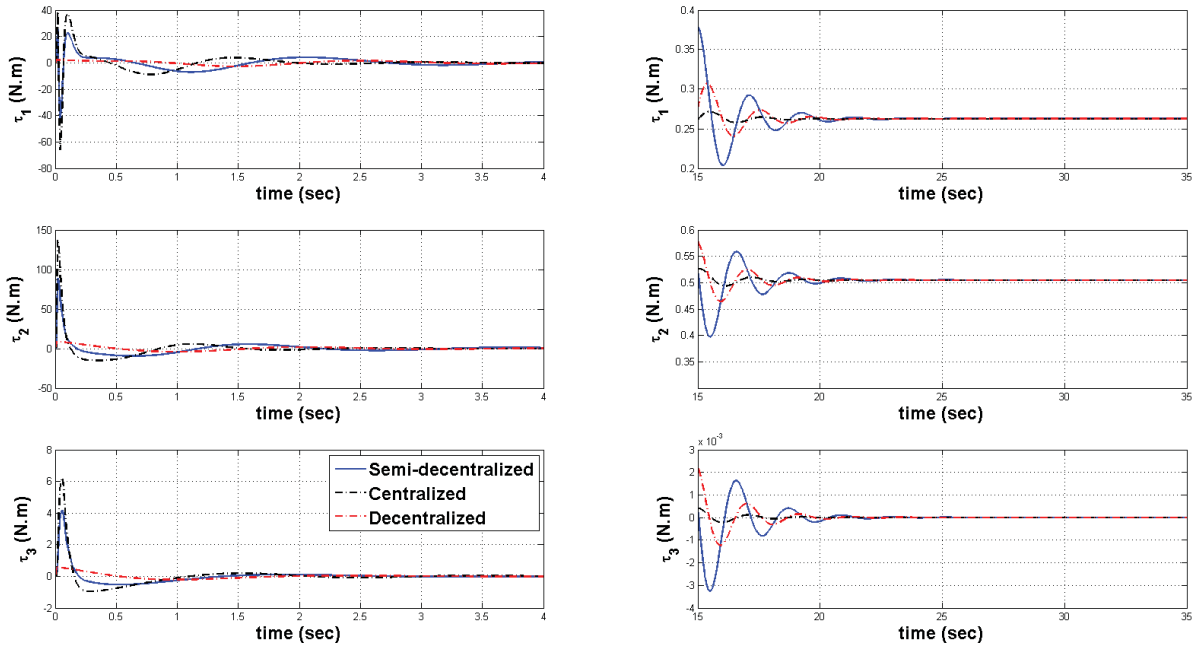 40
20
0
-20
-40
-60
-80
τ1 (N.m)
0 0.5 1 1.5 2 2.5 3 3.5 4
time (sec)
0.4
0.35
0.3
0.25
0.2
τ1 (N.m)
15 20 25 30 35
time (sec)
150
100
50
0
-50
τ2 (N.m)
0 0.5 1 1.5 2 2.5 3 3.5 4
time (sec)
0.6
0.55
0.5
0.45
0.4
0.35
τ2 (N.m)
15 20 25 30 35
time (sec)
8
6
4
2
0
-2
τ3 (N.m)
Semi-decentralized
Centralized
Decentralized
0 0.5 1 1.5 2 2.5 3 3.5 4
time (sec)
x 10^-3
3
2
1
0
-1
-2
-3
-4
τ3 (N.m)
15 20 25 30 35
time (sec)